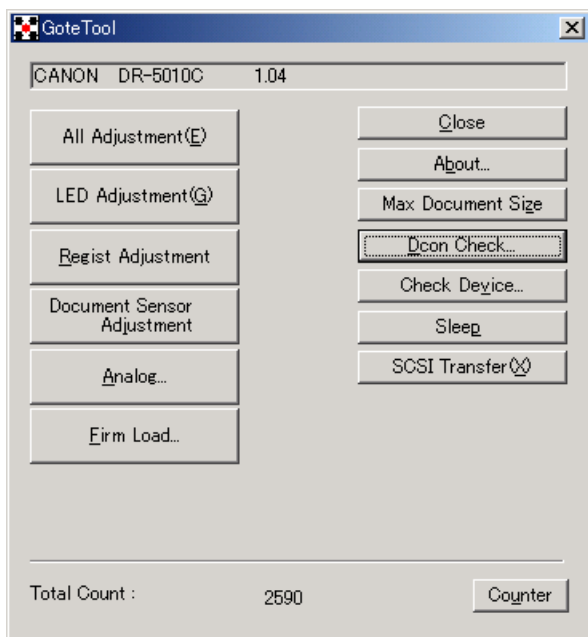 GoteTool
CANON DR-5010C 1.04
All Adjustment(E)
LED Adjustment(G)
Regist Adjustment
Document Sensor
Adjustment
Analog...
Firm Load...
Close
About...
Max Document Size
Dcon Check...
Check Device...
Sleep
SCSI Transfer(X)
Total Count : 2590
Counter